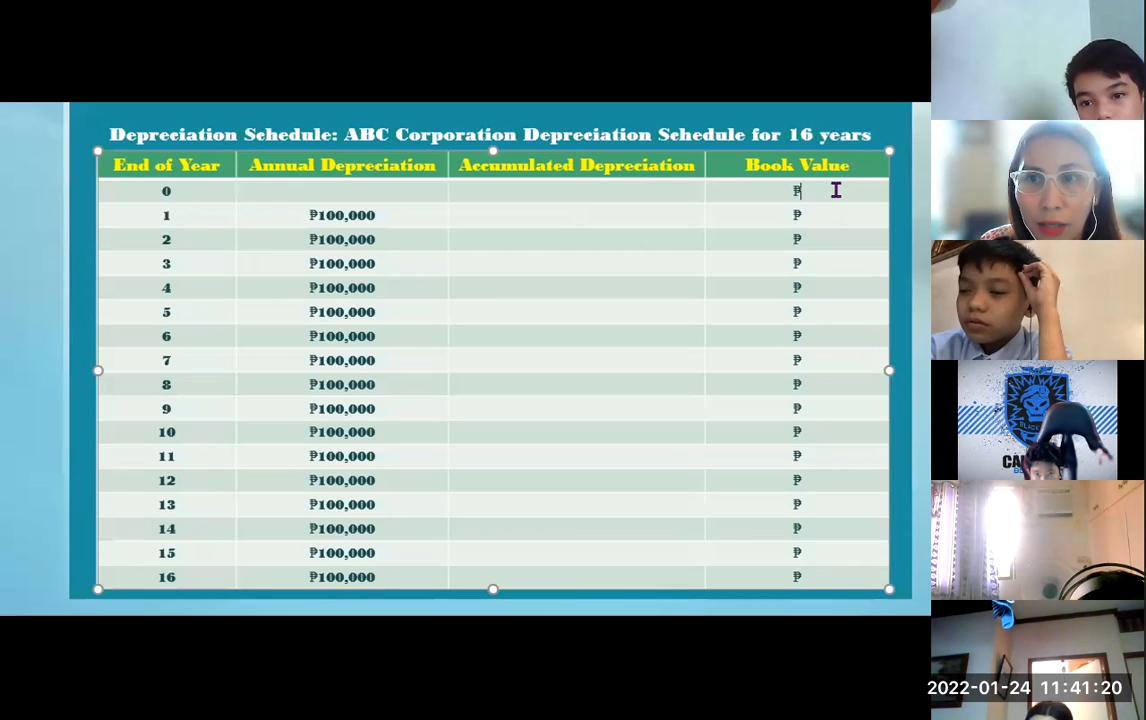 Depreciation Schedule: ABC Corporation Depreciation Schedule for 16 years
End of Year Annual Depreciation Accumulated Depreciation Book Value
0 ₱
1 ₱100,000 ₱
2 ₱100,000 ₱
3 ₱100,000 ₱
4 ₱100,000 ₱
5 ₱100,000 ₱
6 ₱100,000 ₱
7 ₱100,000 ₱
8 ₱100,000 ₱
9 ₱100,000 ₱
10 ₱100,000 ₱
11 ₱100,000 ₱
12 ₱100,000 ₱
13 ₱100,000 ₱
14 ₱100,000 ₱
15 ₱100,000 ₱
16 ₱100,000 ₱
2022-01-24 11:41:20